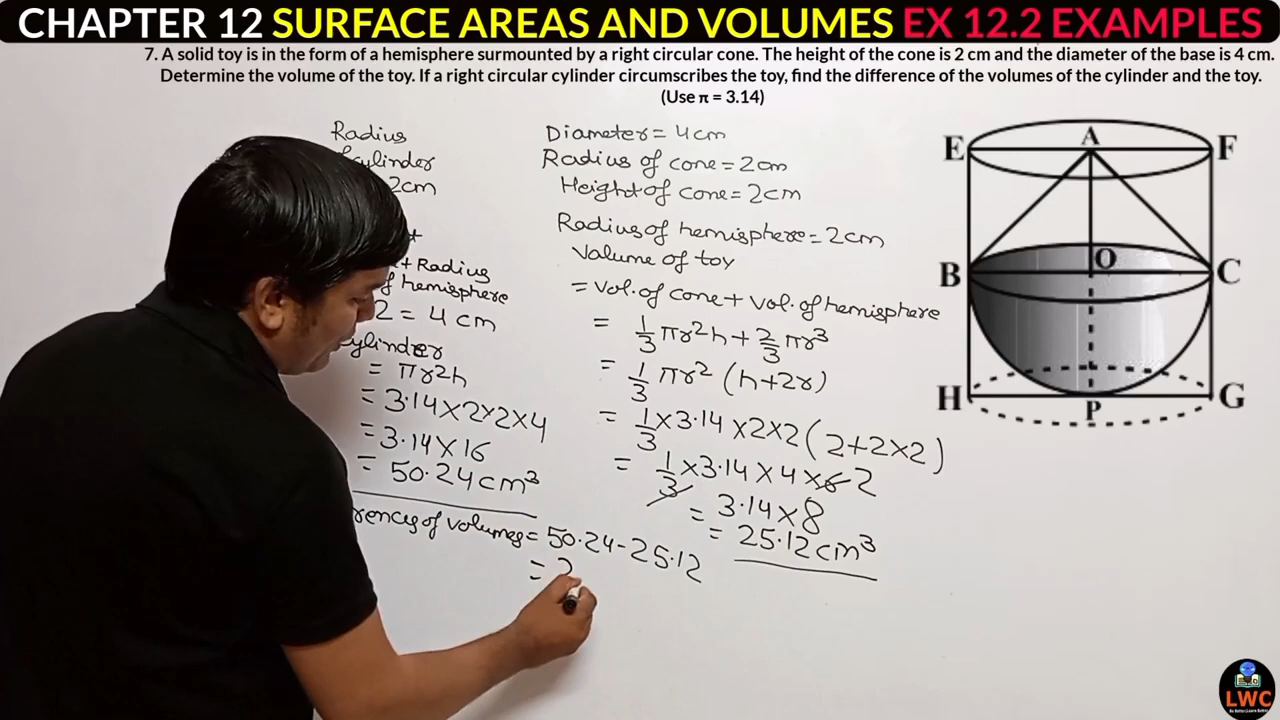 CHAPTER 12 SURFACE AREAS AND VOLUMES EX 12.2 EXAMPLES
7. A solid toy is in the form of a hemisphere surmounted by a right circular cone. The height of the cone is 2 cm and the diameter of the base is 4 cm.
Determine the volume of the toy. If a right circular cylinder circumscribes the toy, find the difference of the volumes of the cylinder and the toy.
(Use π = 3.14)
Radius
cylinder
2cm
+ Radius
of hemisphere
2 = 4 cm
cylinder
= πr²h
= 3.14×2×2×4
= 3.14×16
= 50.24cm³
Diameter = 4cm
Radius of cone = 2cm
Height of cone = 2cm
Radius of hemisphere = 2cm
Volume of toy
= vol. of cone + vol. of hemisphere
= 1/3 πr²h + 2/3 πr³
= 1/3 πr² (h+2r)
= 1/3 × 3.14 × 2×2 (2+2×2)
= 1/3 × 3.14 × 4 × 6 2
= 3.14 × 8
= 25.12cm³
of volumes = 50.24 - 25.12
= 2
E
A
F
B
O
C
H
P
G
LWC